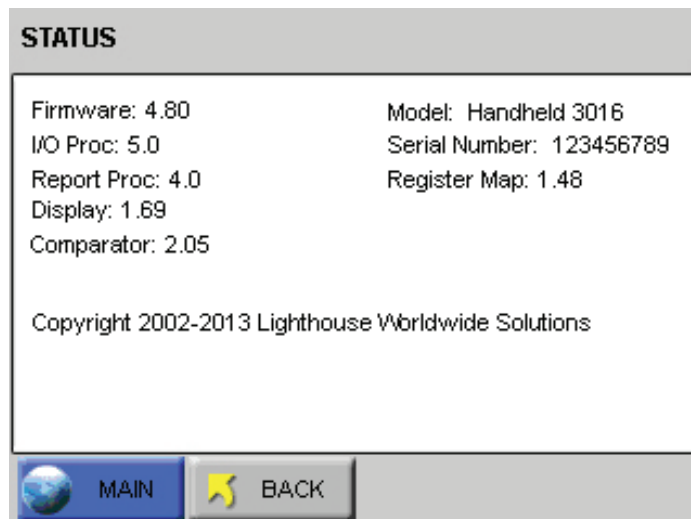 STATUS
Firmware: 4.80
I/O Proc: 5.0
Report Proc: 4.0
Display: 1.69
Comparator: 2.05
Model: Handheld 3016
Serial Number: 123456789
Register Map: 1.48
Copyright 2002-2013 Lighthouse Worldwide Solutions
MAIN
BACK